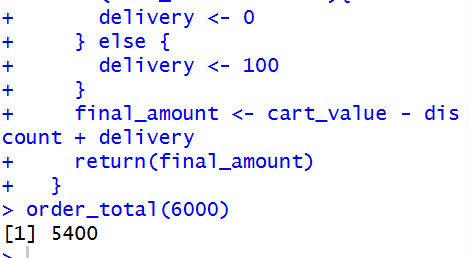 +       delivery <- 0
+     } else {
+       delivery <- 100
+     }
+     final_amount <- cart_value - dis
count + delivery
+     return(final_amount)
+   }
> order_total(6000)
[1] 5400
>